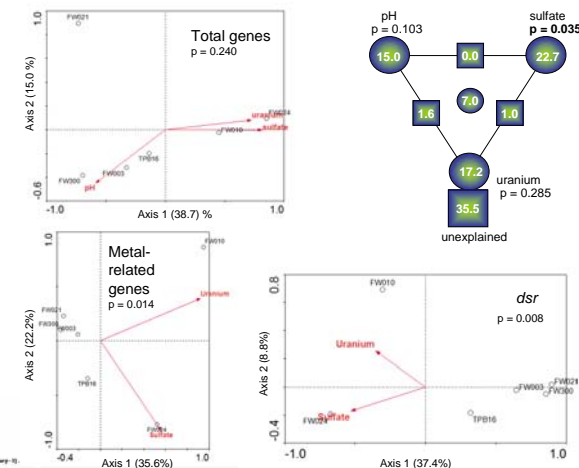 FW021
Total genes
p = 0.240
1.0
Axis 2 (15.0 %)
-0.6
uranium
FW024
FW010
sulfate
TPB16
FW003
FW300
pH
-1.0
1.0
Axis 1 (38.7) %
pH
p = 0.103
sulfate
p = 0.035
15.0
0.0
22.7
7.0
1.6
1.0
17.2
uranium
p = 0.285
35.5
unexplained
1.0
Metal-
related
genes
p = 0.014
FW010
Uranium
FW021
FW300
FW003
TPB16
FW024
Sulfate
Axis 2 (22.2%)
-1.0
-0.4
1.0
Axis 1 (35.6%)
0.8
FW010
dsr
p = 0.008
Uranium
Axis 2 (8.8%)
FW021
FW003
FW300
Sulfate
FW024
TPB16
-0.4
-1.0
1.0
Axis 1 (37.4%)